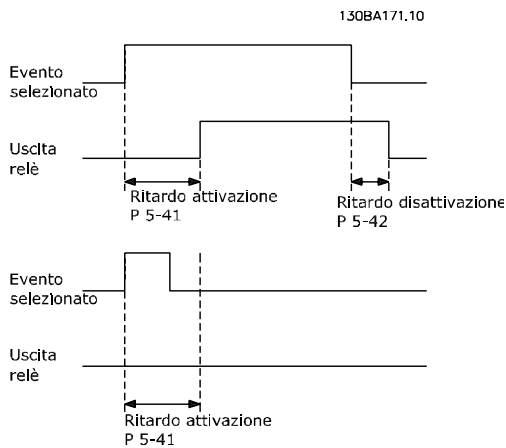 130BA171.10
Evento
selezionato
Uscita
relè
Ritardo attivazione
P 5-41
Ritardo disattivazione
P 5-42
Evento
selezionato
Uscita
relè
Ritardo attivazione
P 5-41